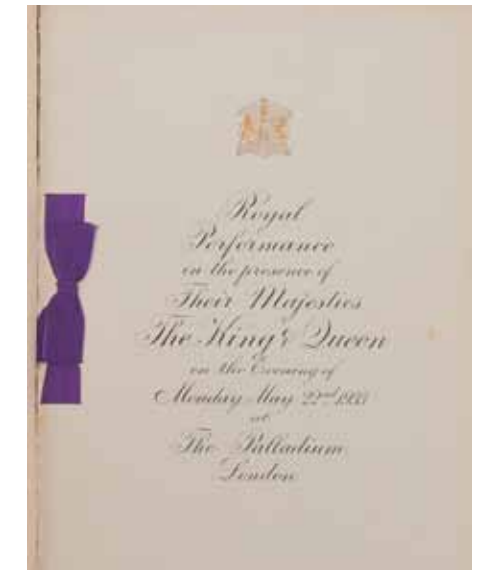 Royal
Performance
in the presence of
Their Majesties
The King & Queen
on the Evening of
Monday May 22nd 1933
at
The Palladium
London